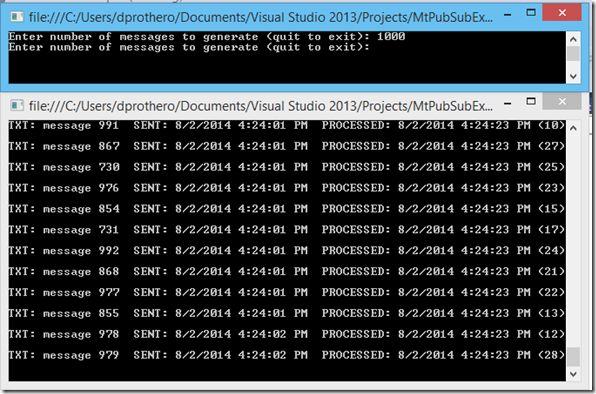 file:///C:/Users/dprothero/Documents/Visual Studio 2013/Projects/MtPubSubEx...
Enter number of messages to generate (quit to exit): 1000
Enter number of messages to generate (quit to exit):
file:///C:/Users/dprothero/Documents/Visual Studio 2013/Projects/MtPubSubEx...
TXT: message 991 SENT: 8/2/2014 4:24:01 PM PROCESSED: 8/2/2014 4:24:23 PM (10)
TXT: message 867 SENT: 8/2/2014 4:24:01 PM PROCESSED: 8/2/2014 4:24:23 PM (27)
TXT: message 730 SENT: 8/2/2014 4:24:01 PM PROCESSED: 8/2/2014 4:24:23 PM (25)
TXT: message 976 SENT: 8/2/2014 4:24:01 PM PROCESSED: 8/2/2014 4:24:23 PM (23)
TXT: message 854 SENT: 8/2/2014 4:24:01 PM PROCESSED: 8/2/2014 4:24:23 PM (15)
TXT: message 731 SENT: 8/2/2014 4:24:01 PM PROCESSED: 8/2/2014 4:24:23 PM (17)
TXT: message 992 SENT: 8/2/2014 4:24:01 PM PROCESSED: 8/2/2014 4:24:23 PM (24)
TXT: message 868 SENT: 8/2/2014 4:24:01 PM PROCESSED: 8/2/2014 4:24:23 PM (21)
TXT: message 977 SENT: 8/2/2014 4:24:01 PM PROCESSED: 8/2/2014 4:24:23 PM (22)
TXT: message 855 SENT: 8/2/2014 4:24:01 PM PROCESSED: 8/2/2014 4:24:23 PM (13)
TXT: message 978 SENT: 8/2/2014 4:24:02 PM PROCESSED: 8/2/2014 4:24:23 PM (12)
TXT: message 979 SENT: 8/2/2014 4:24:02 PM PROCESSED: 8/2/2014 4:24:23 PM (28)